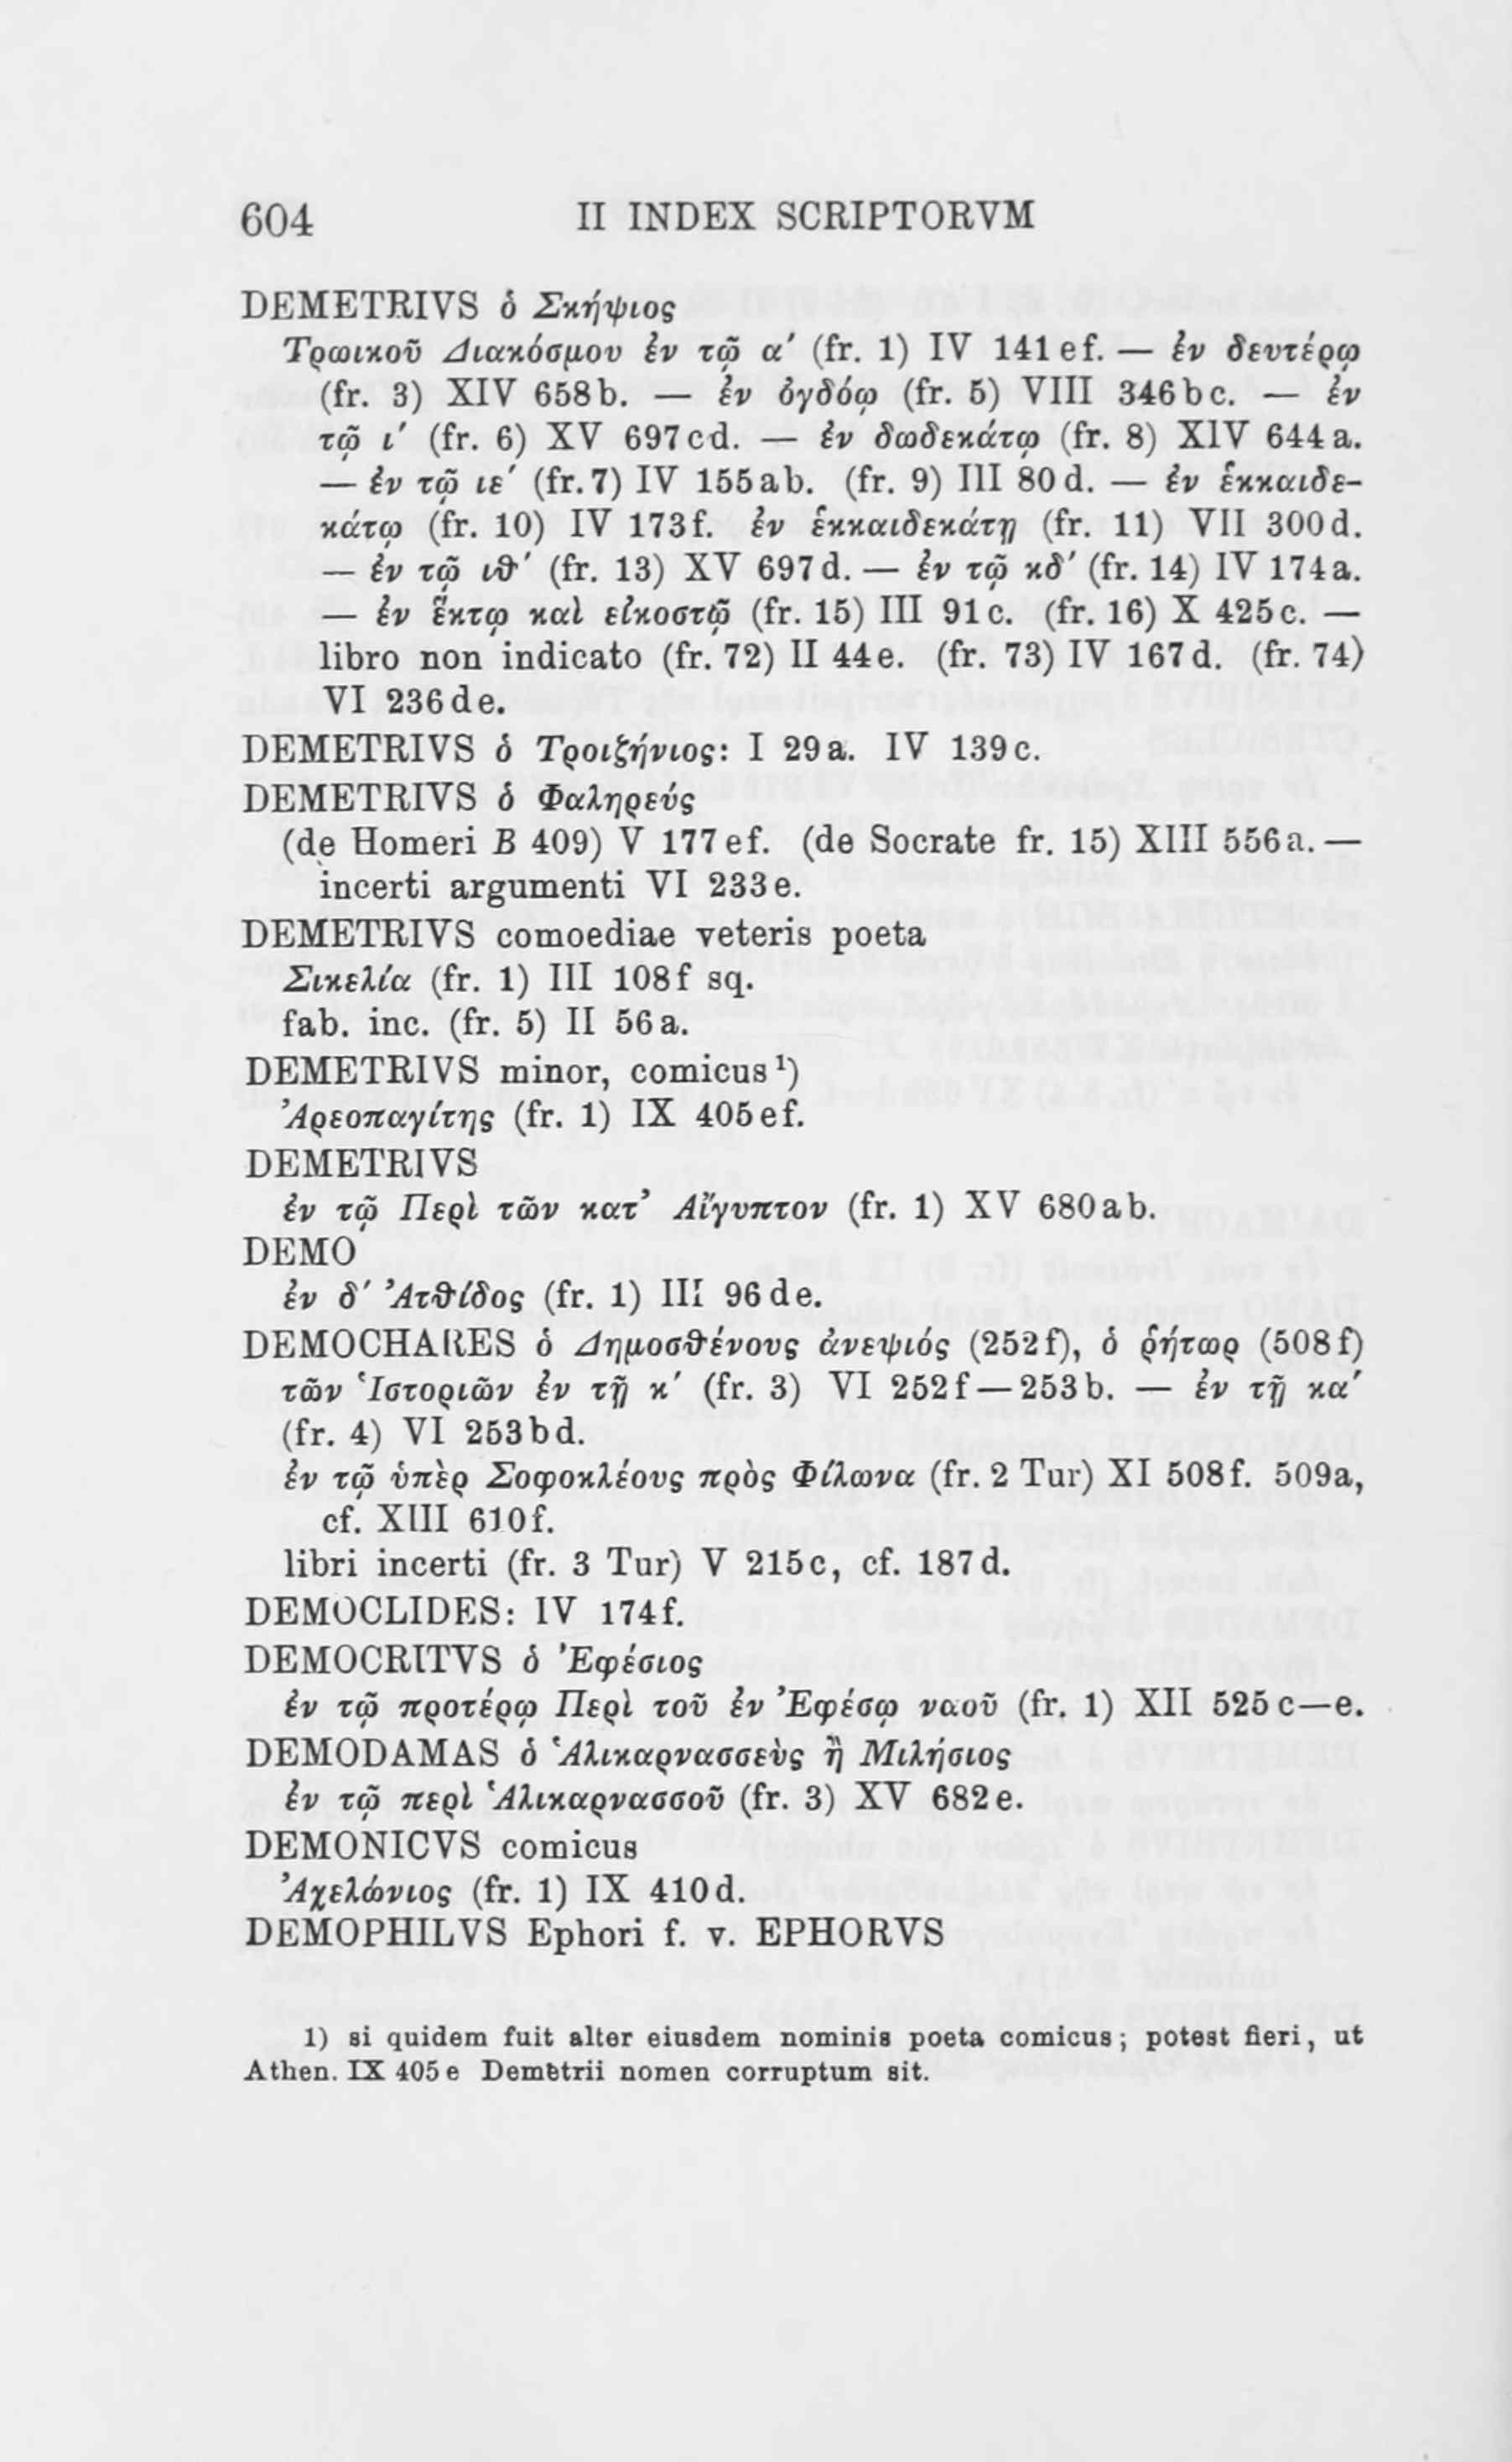 604 II INDEX SCRIPTORVM
DEMETRIVS ὁ Σκήψιος
Τρωικοῦ Διακόσμου ἐν τῷ α′ (fr. 1) IV 141ef. — ἐν δευτέρῳ
(fr. 3) XIV 658b. — ἐν ὀγδόῳ (fr. 5) VIII 346bc. — ἐν
τῷ ι′ (fr. 6) XV 697cd. — ἐν δωδεκάτῳ (fr. 8) XIV 644a.
— ἐν τῷ ιε′ (fr. 7) IV 155ab. (fr. 9) III 80d. — ἐν ἑκκαιδε-
κάτῳ (fr. 10) IV 173f. ἐν ἑκκαιδεκάτῃ (fr. 11) VII 300d.
— ἐν τῷ ιθ′ (fr. 13) XV 697d. — ἐν τῷ κδ′ (fr. 14) IV 174a.
— ἐν ἕκτῳ καὶ εἰκοστῷ (fr. 15) III 91c. (fr. 16) X 425c. —
libro non indicato (fr. 72) II 44e. (fr. 73) IV 167d. (fr. 74)
VI 236de.
DEMETRIVS ὁ Τροιζήνιος: I 29a. IV 139c.
DEMETRIVS ὁ Φαληρεύς
(de Homeri B 409) V 177ef. (de Socrate fr. 15) XIII 556a. —
incerti argumenti VI 233e.
DEMETRIVS comoediae veteris poeta
Σικελία (fr. 1) III 108f sq.
fab. inc. (fr. 5) II 56a.
DEMETRIVS minor, comicus¹)
Ἀρεοπαγίτης (fr. 1) IX 405ef.
DEMETRIVS
ἐν τῷ Περὶ τῶν κατ’ Αἴγυπτον (fr. 1) XV 680ab.
DEMO
ἐν δ′ Ἀτθίδος (fr. 1) III 96de.
DEMOCHARES ὁ Δημοσθένους ἀνεψιός (252f), ὁ ῥήτωρ (508f)
τῶν Ἱστοριῶν ἐν τῇ κ′ (fr. 3) VI 252f—253b. — ἐν τῇ κα′
(fr. 4) VI 253bd.
ἐν τῷ ὑπὲρ Σοφοκλέους πρὸς Φίλωνα (fr. 2 Tur) XI 508f. 509a,
cf. XIII 610f.
libri incerti (fr. 3 Tur) V 215c, cf. 187d.
DEMOCLIDES: IV 174f.
DEMOCRITVS ὁ Ἐφέσιος
ἐν τῷ προτέρῳ Περὶ τοῦ ἐν Ἐφέσῳ ναοῦ (fr. 1) XII 525c—e.
DEMODAMAS ὁ Ἁλικαρνασσεὺς ἢ Μιλήσιος
ἐν τῷ περὶ Ἁλικαρνασσοῦ (fr. 3) XV 682e.
DEMONICVS comicus
Ἀχελώνιος (fr. 1) IX 410d.
DEMOPHILVS Ephori f. v. EPHORVS
1) si quidem fuit alter eiusdem nominis poeta comicus; potest fieri, ut
Athen. IX 405e Demetrii nomen corruptum sit.